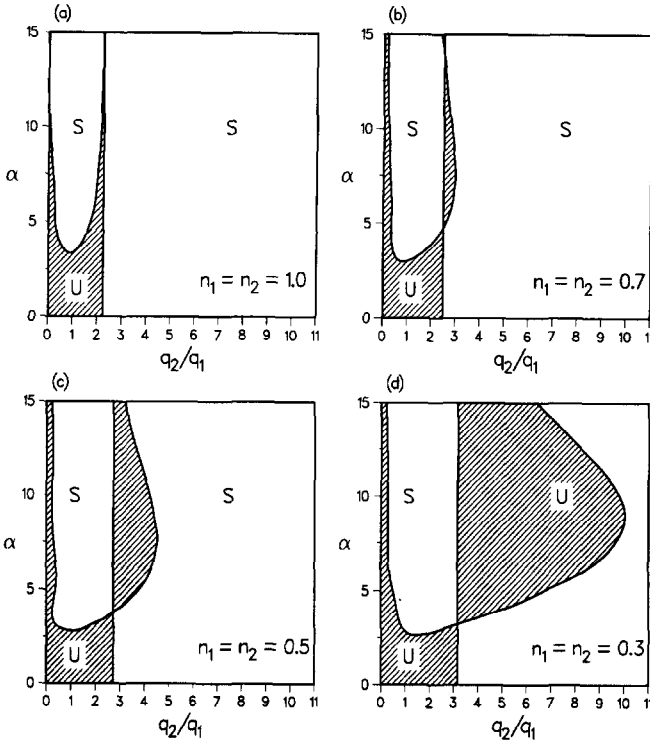 (a)
15
10
α
5
0
S
S
U
n₁ = n₂ = 1.0
0 1 2 3 4 5 6 7 8 9 10 11
q₂/q₁
(b)
15
10
α
5
0
S
S
U
n₁ = n₂ = 0.7
0 1 2 3 4 5 6 7 8 9 10 11
q₂/q₁
(c)
15
10
α
5
0
S
S
U
n₁ = n₂ = 0.5
0 1 2 3 4 5 6 7 8 9 10 11
q₂/q₁
(d)
15
10
α
5
0
S
U
U
n₁ = n₂ = 0.3
0 1 2 3 4 5 6 7 8 9 10 11
q₂/q₁